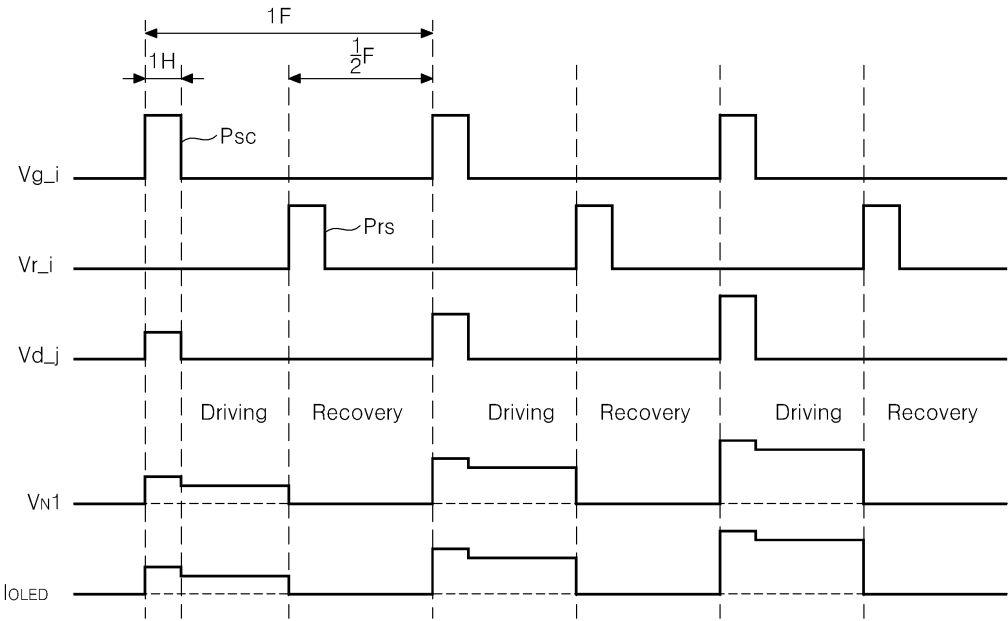 1F
1H
1/2F
Psc
Vg_i
Prs
Vr_i
Vd_j
Driving Recovery Driving Recovery Driving Recovery
VN1
IOLED